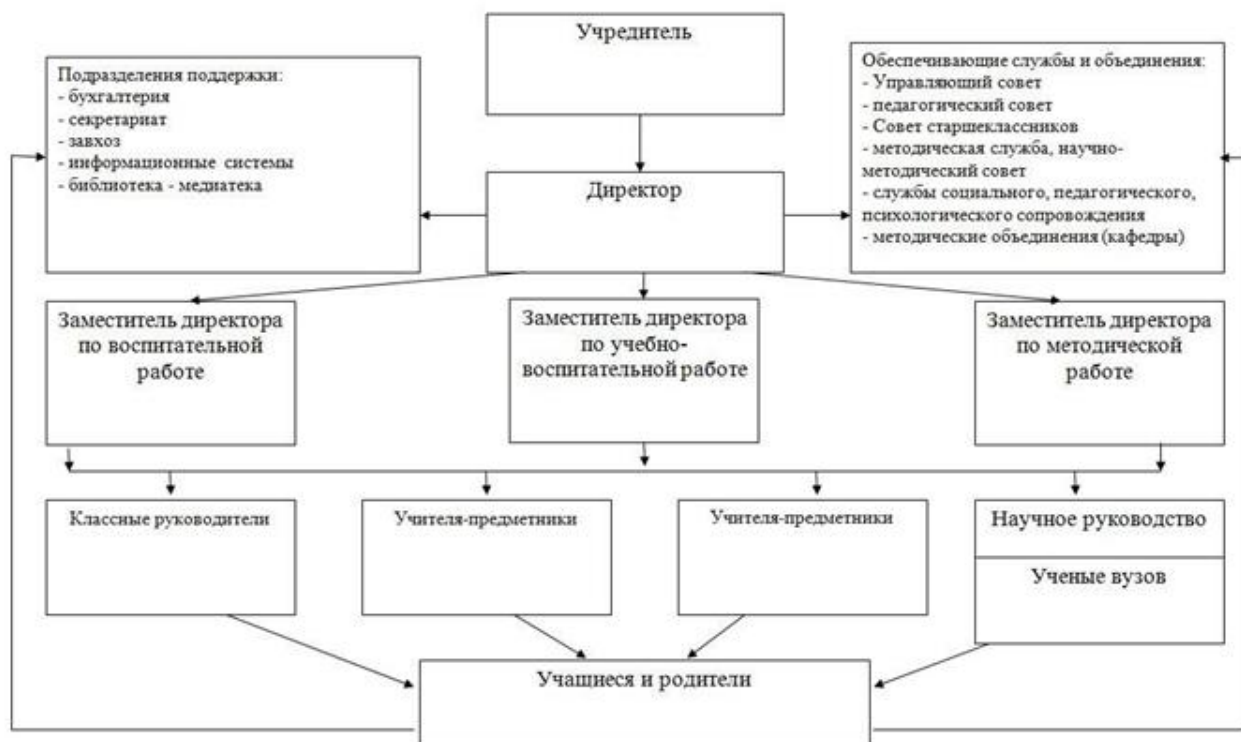 Учредитель
Подразделения поддержки:
- бухгалтерия
- секретариат
- завхоз
- информационные системы
- библиотека - медиатека
Обеспечивающие службы и объединения:
- Управляющий совет
- педагогический совет
- Совет старшеклассников
- методическая служба, научно-
методический совет
- службы социального, педагогического,
психологического сопровождения
- методические объединения (кафедры)
Директор
Заместитель директора
по воспитательной
работе
Заместитель директора
по учебно-
воспитательной работе
Заместитель директора
по методической
работе
Классные руководители
Учителя-предметники
Учителя-предметники
Научное руководство
Ученые вузов
Учащиеся и родители